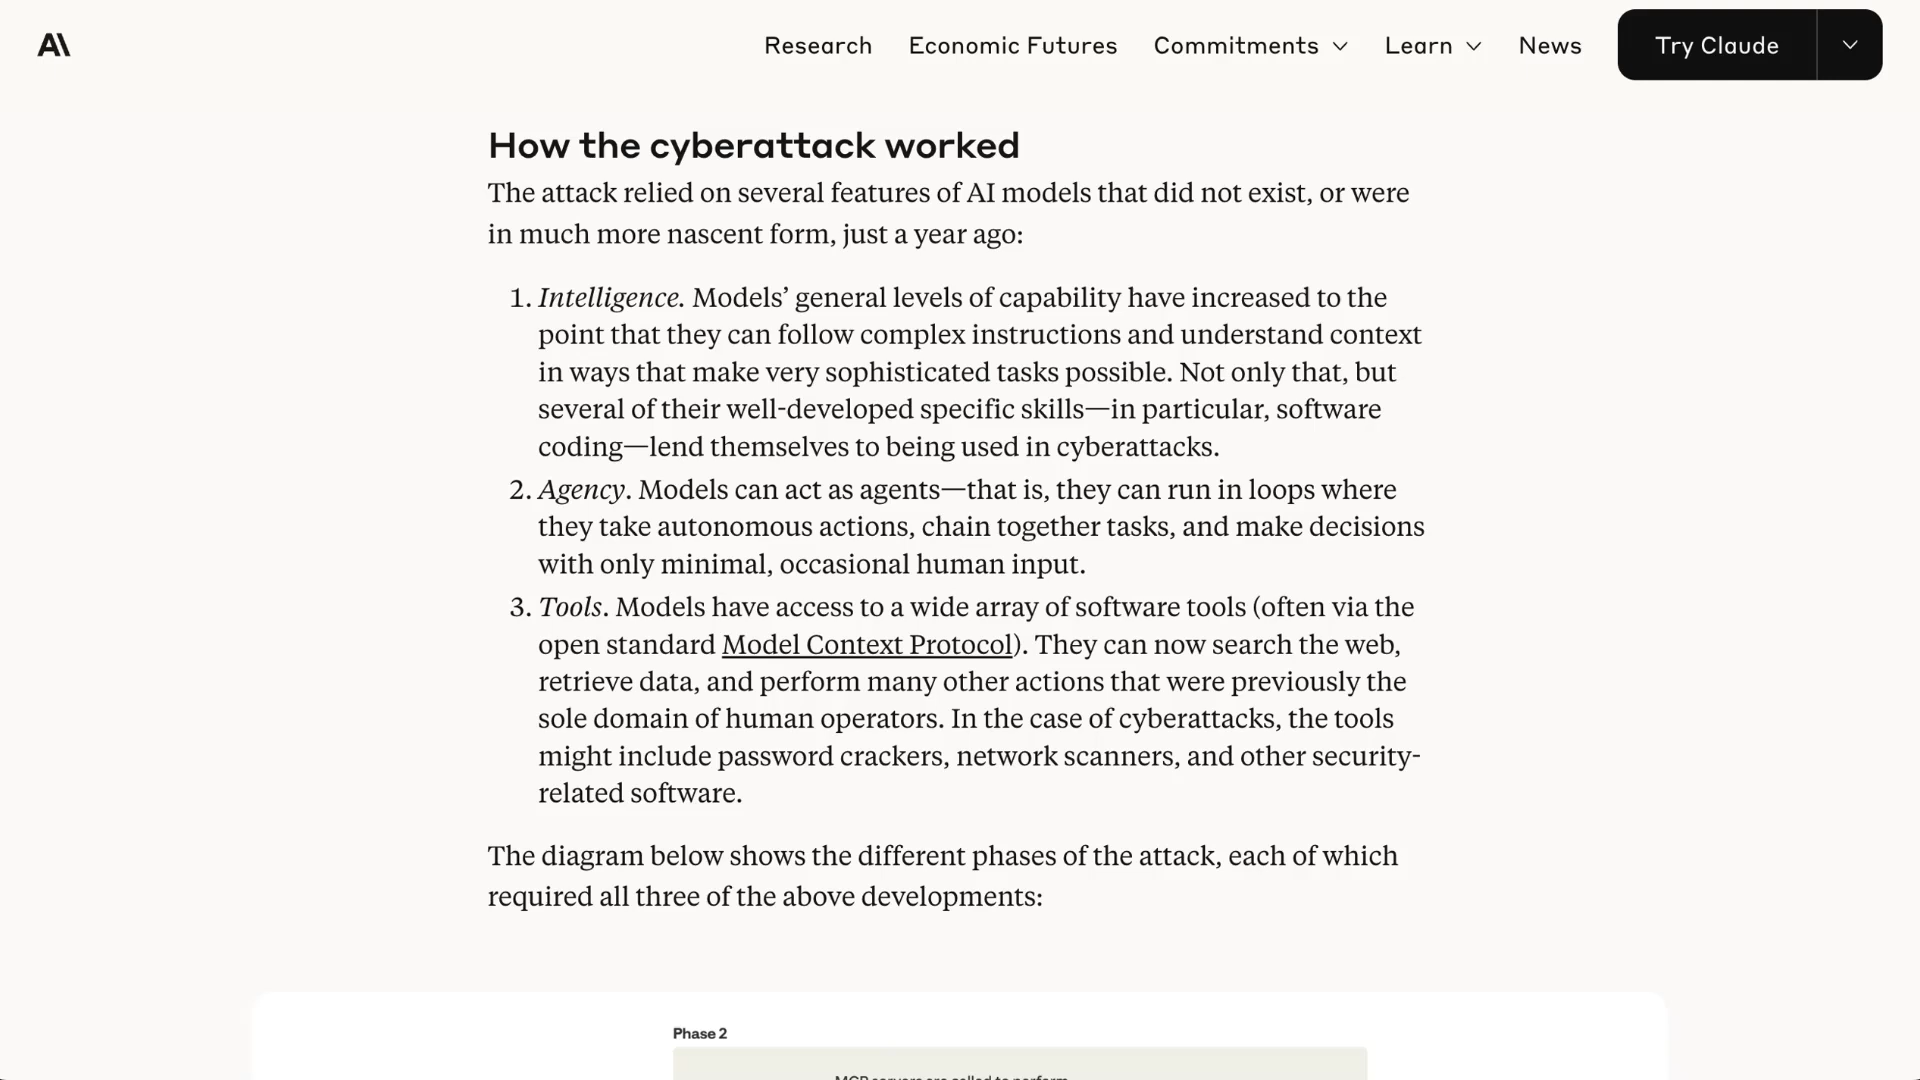 A\
Research
Economic Futures
Commitments
Learn
News
Try Claude
How the cyberattack worked
The attack relied on several features of AI models that did not exist, or were
in much more nascent form, just a year ago:
1. Intelligence. Models’ general levels of capability have increased to the
point that they can follow complex instructions and understand context
in ways that make very sophisticated tasks possible. Not only that, but
several of their well-developed specific skills—in particular, software
coding—lend themselves to being used in cyberattacks.
2. Agency. Models can act as agents—that is, they can run in loops where
they take autonomous actions, chain together tasks, and make decisions
with only minimal, occasional human input.
3. Tools. Models have access to a wide array of software tools (often via the
open standard Model Context Protocol). They can now search the web,
retrieve data, and perform many other actions that were previously the
sole domain of human operators. In the case of cyberattacks, the tools
might include password crackers, network scanners, and other security-
related software.
The diagram below shows the different phases of the attack, each of which
required all three of the above developments:
Phase 2
MCP servers are called to perform